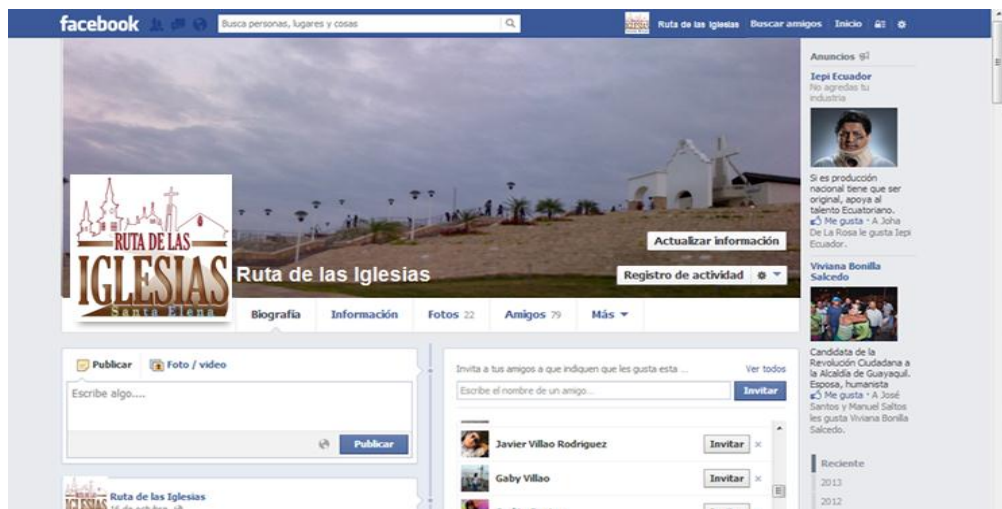 facebook
Busca personas, lugares y cosas
Ruta de las Iglesias Buscar amigos Inicio
Anuncios
Iepi Ecuador
No agredas tu
industria
Si es producción
nacional tiene que ser
original, apoya al
talento Ecuatoriano.
Me gusta · A Joha
De La Rosa le gusta Iepi
Ecuador.
Viviana Bonilla
Salcedo
Candidata de la
Revolución Ciudadana a
la Alcaldía de Guayaquil.
Esposa, humanista
Me gusta · A José
Santos y Manuel Saltos
les gusta Viviana Bonilla
Salcedo.
Reciente
2013
2012
RUTA DE LAS
IGLESIAS
Santa Elena
Ruta de las Iglesias
Actualizar información
Registro de actividad
Biografía Información Fotos 22 Amigos 79 Más
Publicar Foto / video
Escribe algo....
Publicar
Invita a tus amigos a que indiquen que les gusta esta ... Ver todos
Escribe el nombre de un amigo... Invitar
Javier Villao Rodriguez Invitar
Gaby Villao Invitar
Ruta de las Iglesias
16 de octubre